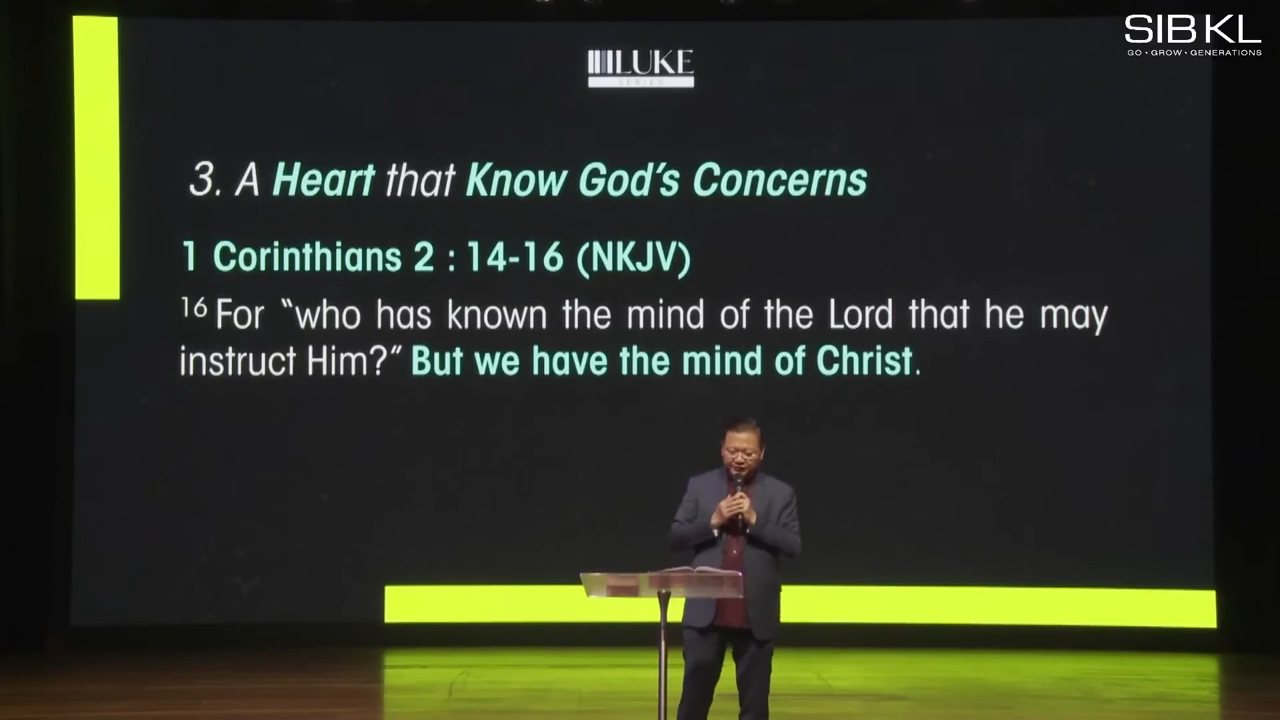 SIBKL
GO • GROW • GENERATIONS
LUKE
SERIES
3. A Heart that Know God's Concerns
1 Corinthians 2 : 14-16 (NKJV)
16 For “who has known the mind of the Lord that he may
instruct Him?” But we have the mind of Christ.